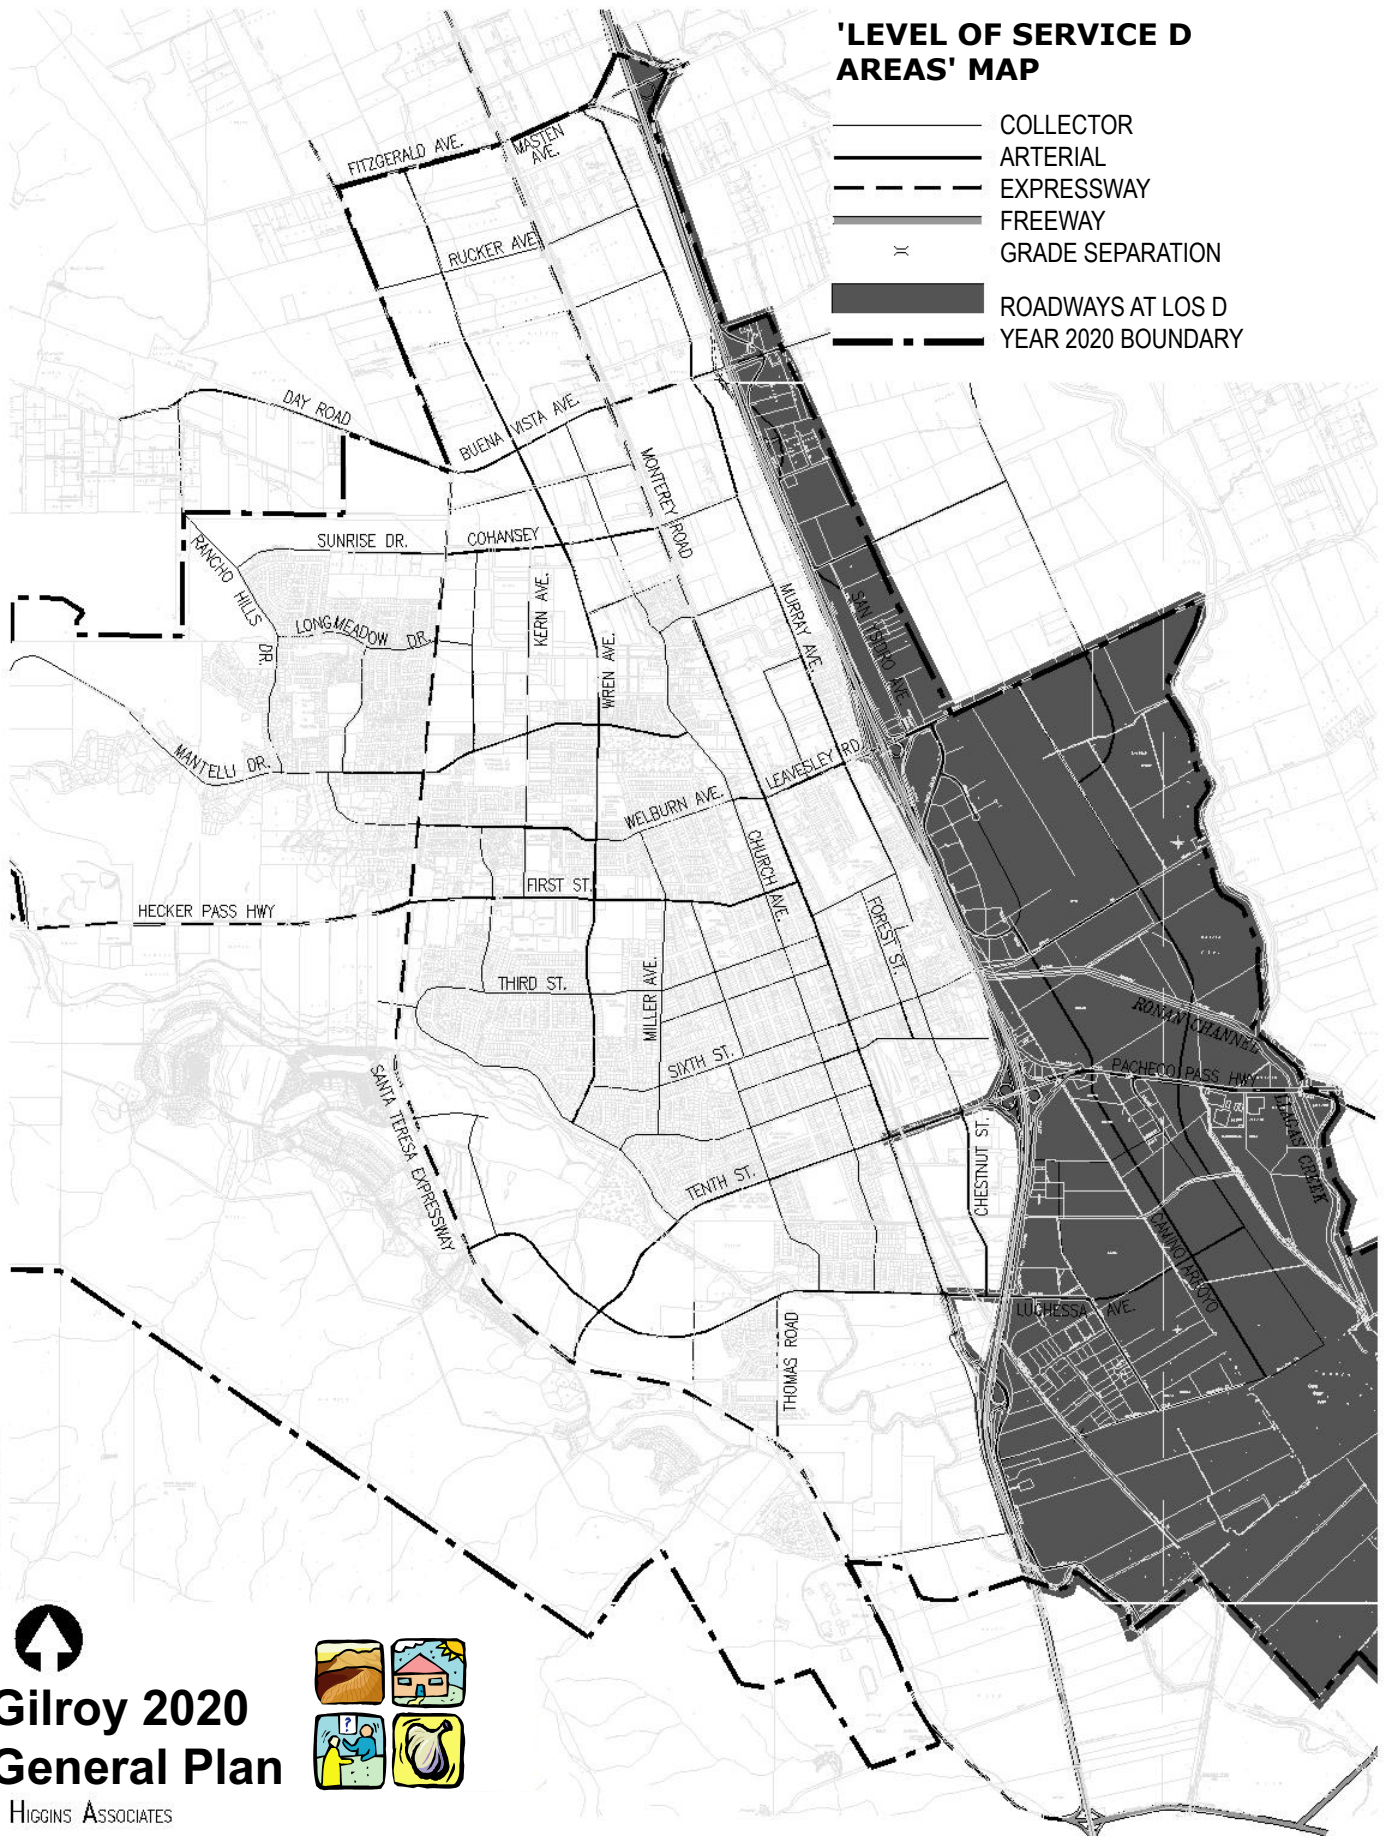 'LEVEL OF SERVICE D
AREAS' MAP
COLLECTOR
ARTERIAL
EXPRESSWAY
FREEWAY
GRADE SEPARATION
ROADWAYS AT LOS D
YEAR 2020 BOUNDARY
FITZGERALD AVE.
MASTEN
AVE.
RUCKER AVE.
DAY ROAD
BUENA VISTA AVE.
MONTEREY ROAD
SUNRISE DR.
COHANSEY
RANCHO HILLS
DR.
LONGMEADOW DR.
KERN AVE.
WREN AVE.
MURRAY AVE.
SAN YSIDRO AVE.
MANTELLI DR.
LEAVESLEY RD.
WELBURN AVE.
CHURCH AVE.
FIRST ST.
HECKER PASS HWY
FOREST ST.
THIRD ST.
MILLER AVE.
RONAN CHANNEL
SIXTH ST.
PACHECO PASS HWY
LLAGAS CREEK
SANTA TERESA EXPRESSWAY
CHESTNUT ST.
TENTH ST.
CAMINO ARROYO
LUCHESSA AVE.
THOMAS ROAD
?
Gilroy 2020
General Plan
HIGGINS ASSOCIATES